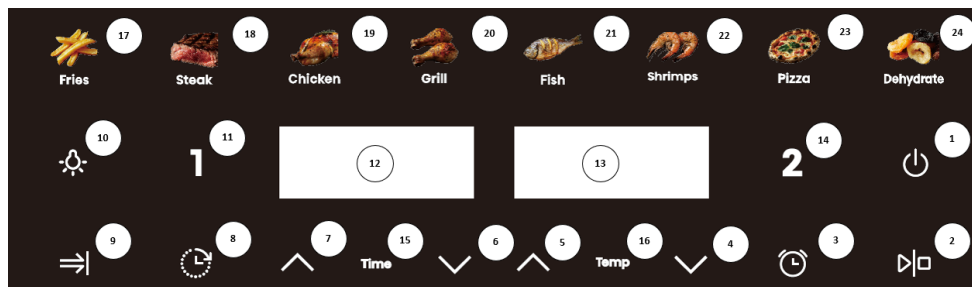 17 18 19 20 21 22 23 24
Fries Steak Chicken Grill Fish Shrimps Pizza Dehydrate
10 11 12 13 14 1
1 2
9 8 7 15 6 5 16 4 3 2
Time Temp